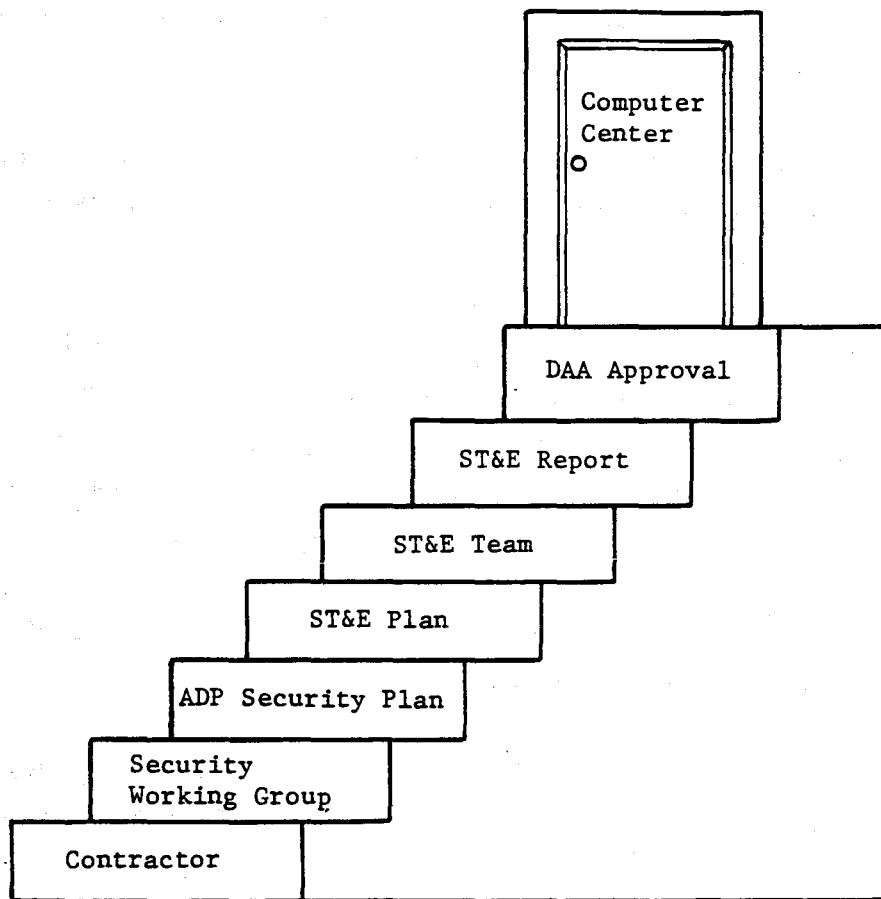 Computer
Center
DAA Approval
ST&E Report
ST&E Team
ST&E Plan
ADP Security Plan
Security
Working Group
Contractor